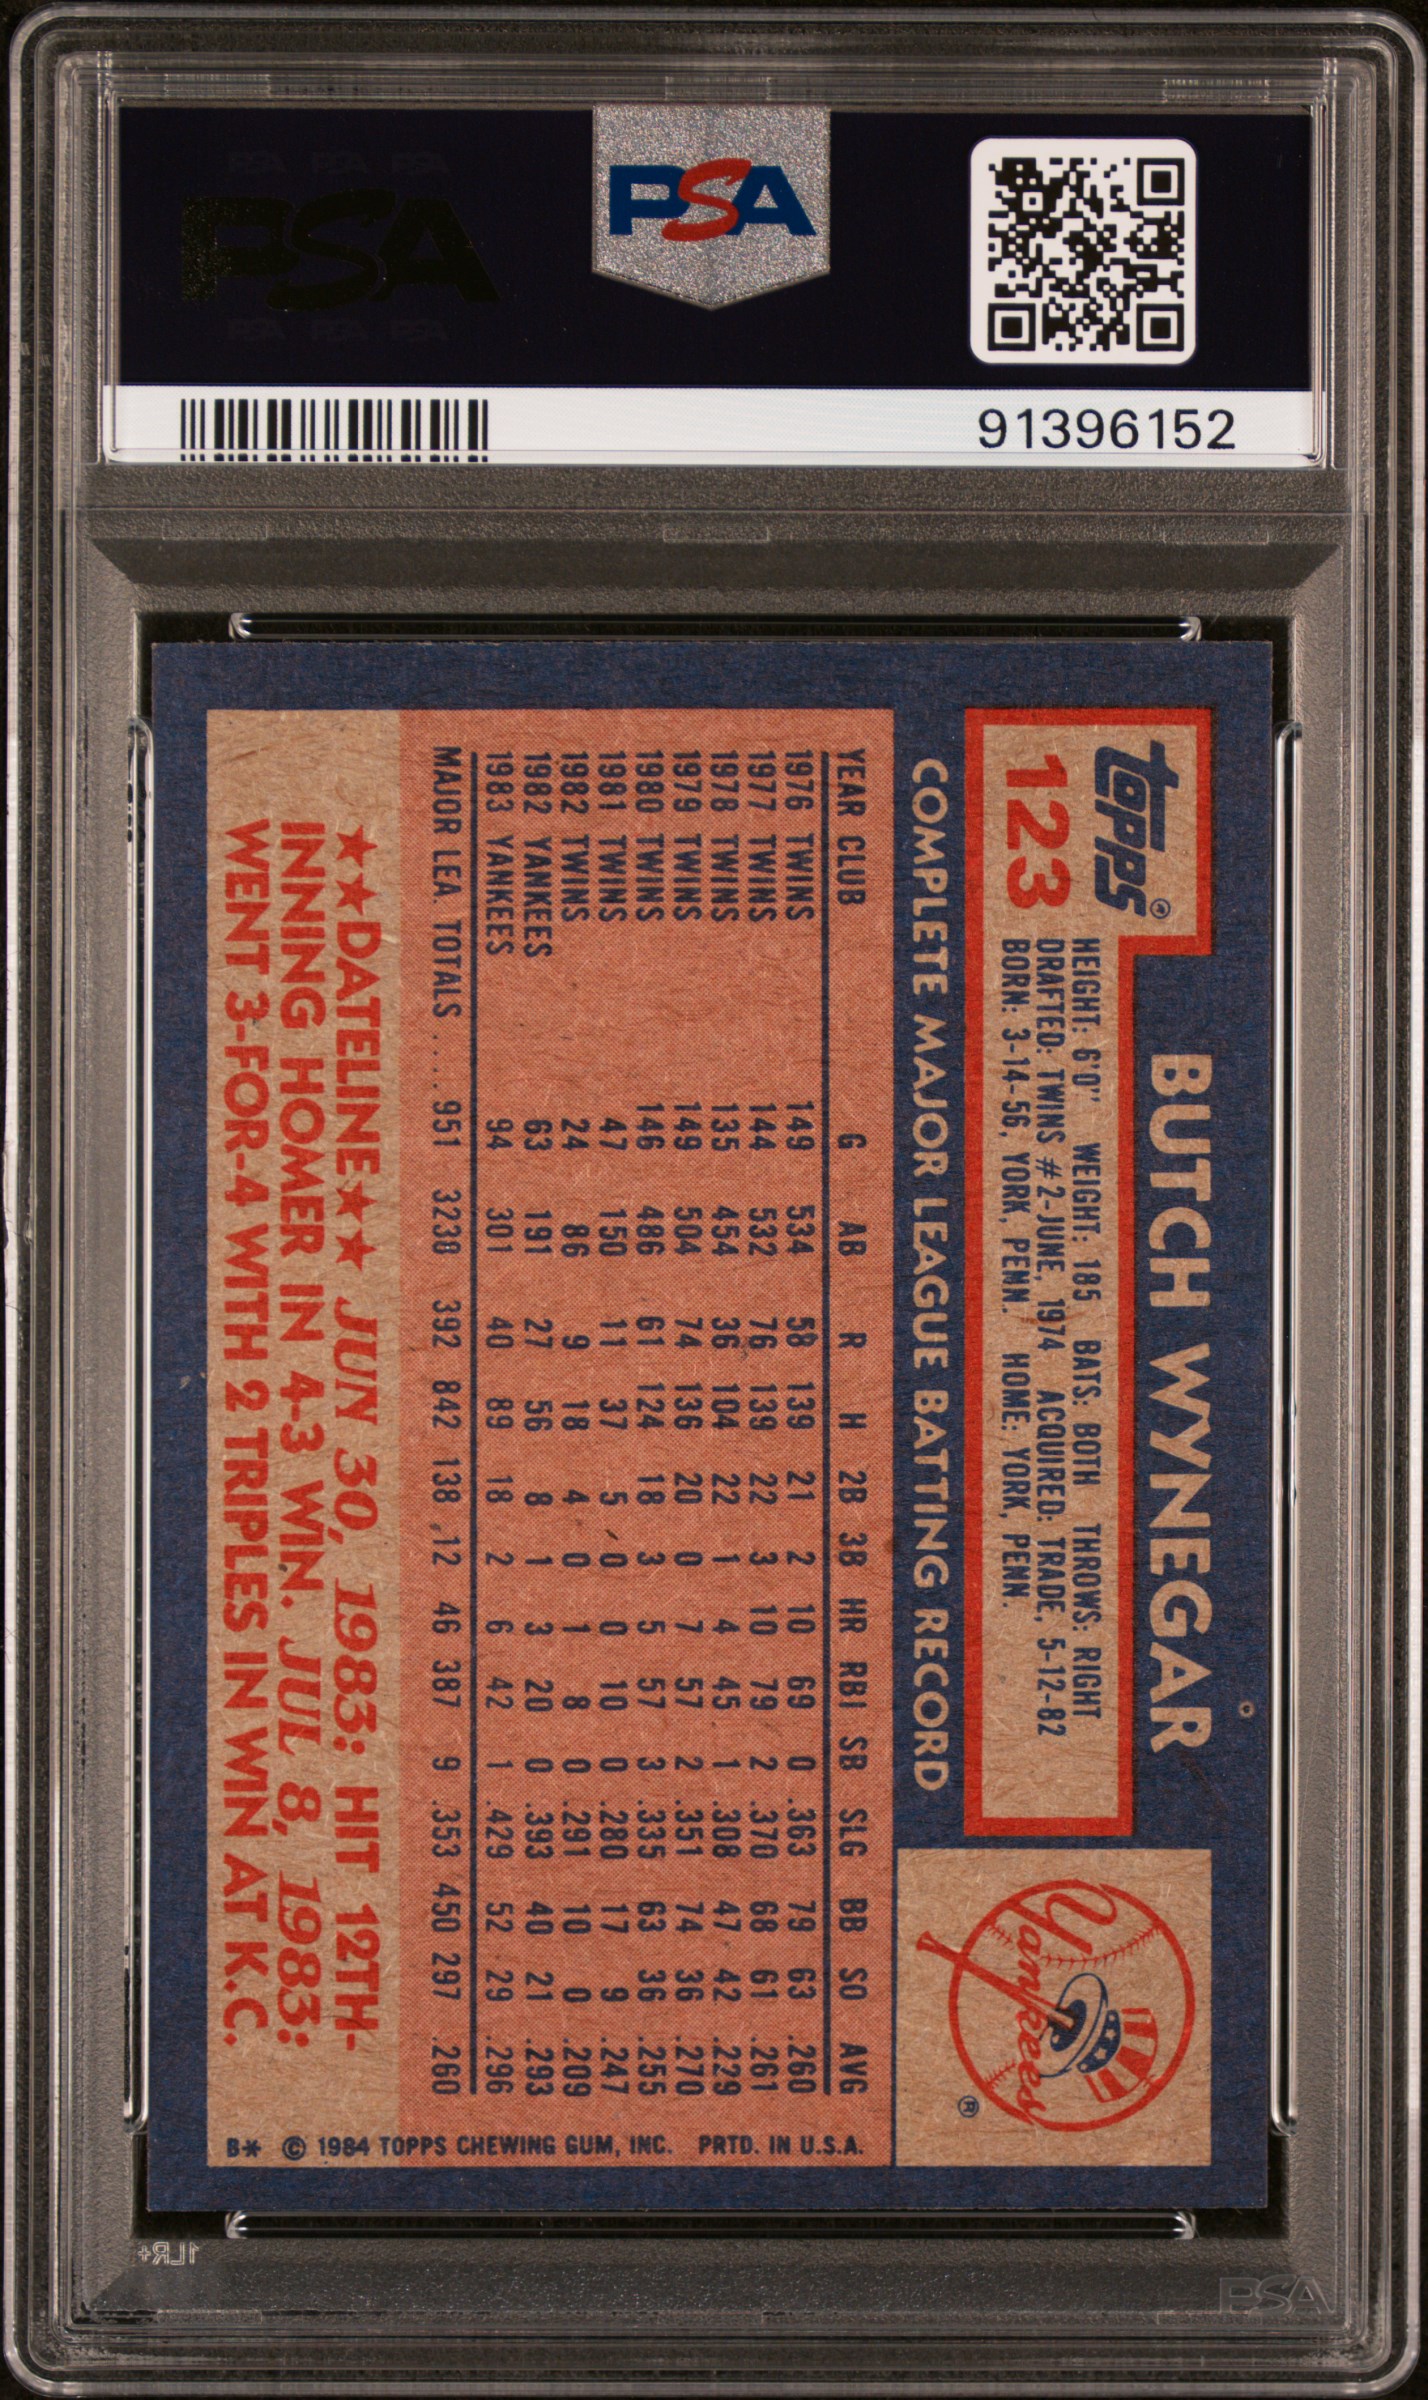 PSA PSA PSA
PSA
PSA PSA PSA
PSA
91396152
topps®
123
BUTCH WYNEGAR
HEIGHT: 6'0" WEIGHT: 185 BATS: BOTH THROWS: RIGHT
DRAFTED: TWINS #2-JUNE, 1974 ACQUIRED: TRADE, 5-12-82
BORN: 3-14-56, YORK, PENN. HOME: YORK, PENN.
Yankees ®
COMPLETE MAJOR LEAGUE BATTING RECORD
YEAR CLUB G AB R H 2B 3B HR RBI SB SLG BB SO AVG
1976 TWINS 149 534 58 139 21 2 10 69 0 .363 79 63 .260
1977 TWINS 144 532 76 139 22 3 10 79 2 .370 68 61 .261
1978 TWINS 135 454 36 104 22 1 4 45 1 .308 47 42 .229
1979 TWINS 149 504 74 136 20 0 7 57 2 .351 74 36 .270
1980 TWINS 146 486 61 124 18 3 5 57 3 .335 63 36 .255
1981 TWINS 47 150 11 37 5 0 0 10 0 .280 17 9 .247
1982 TWINS 24 86 9 18 4 0 1 8 0 .291 10 0 .209
1982 YANKEES 63 191 27 56 8 1 3 20 0 .393 40 21 .293
1983 YANKEES 94 301 40 89 18 2 6 42 1 .429 52 29 .296
MAJOR LEA. TOTALS ..... 951 3238 392 842 138 12 46 387 9 .353 450 297 .260
★★DATELINE★★ JUN 30, 1983: HIT 12TH-
INNING HOMER IN 4-3 WIN. JUL 8, 1983:
WENT 3-FOR-4 WITH 2 TRIPLES IN WIN AT K.C.
B* © 1984 TOPPS CHEWING GUM, INC. PRTD. IN U.S.A.
1LR+
PSA